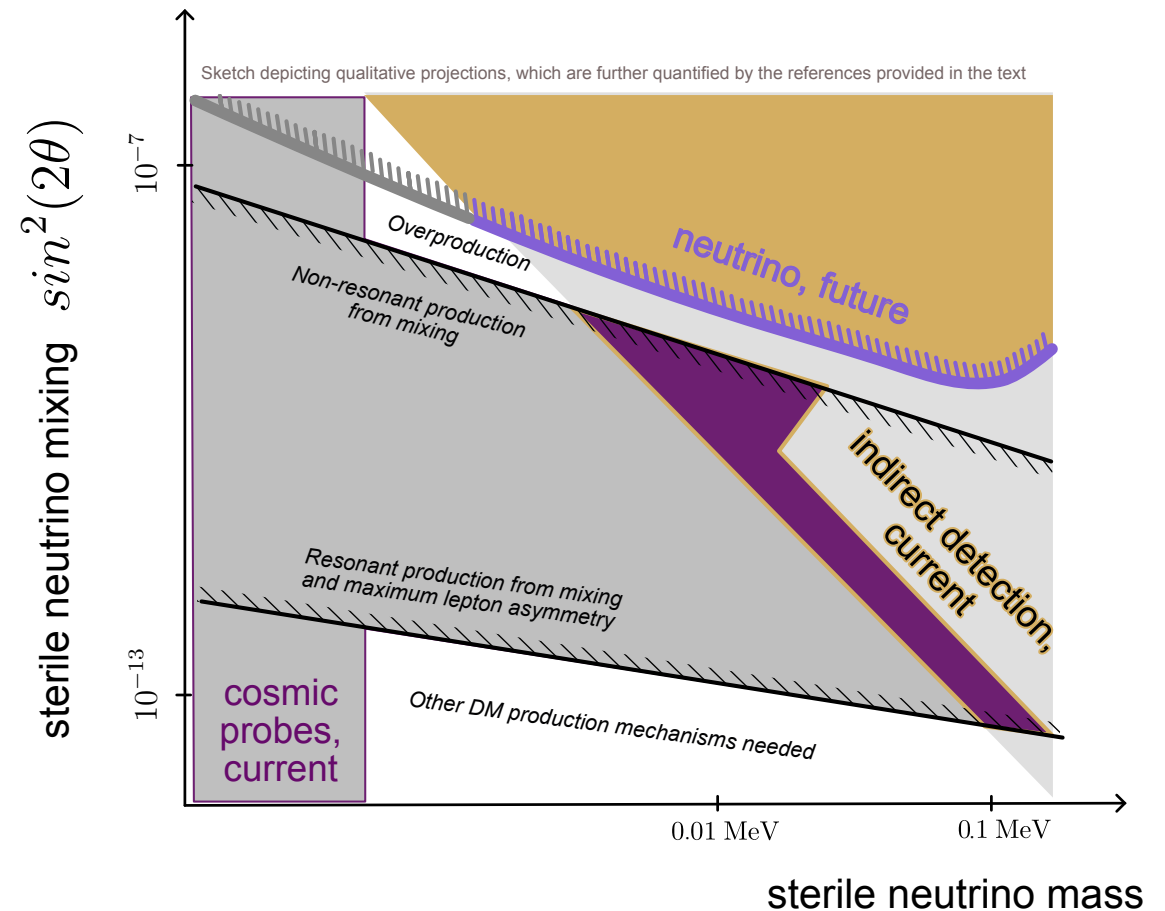 Sketch depicting qualitative projections, which are further quantified by the references provided in the text
sterile neutrino mixing sin²(2θ)
10⁻⁷
10⁻¹³
Overproduction
neutrino, future
Non-resonant production
from mixing
indirect detection,
current
Resonant production from mixing
and maximum lepton asymmetry
cosmic
probes,
current
Other DM production mechanisms needed
0.01 MeV
0.1 MeV
sterile neutrino mass